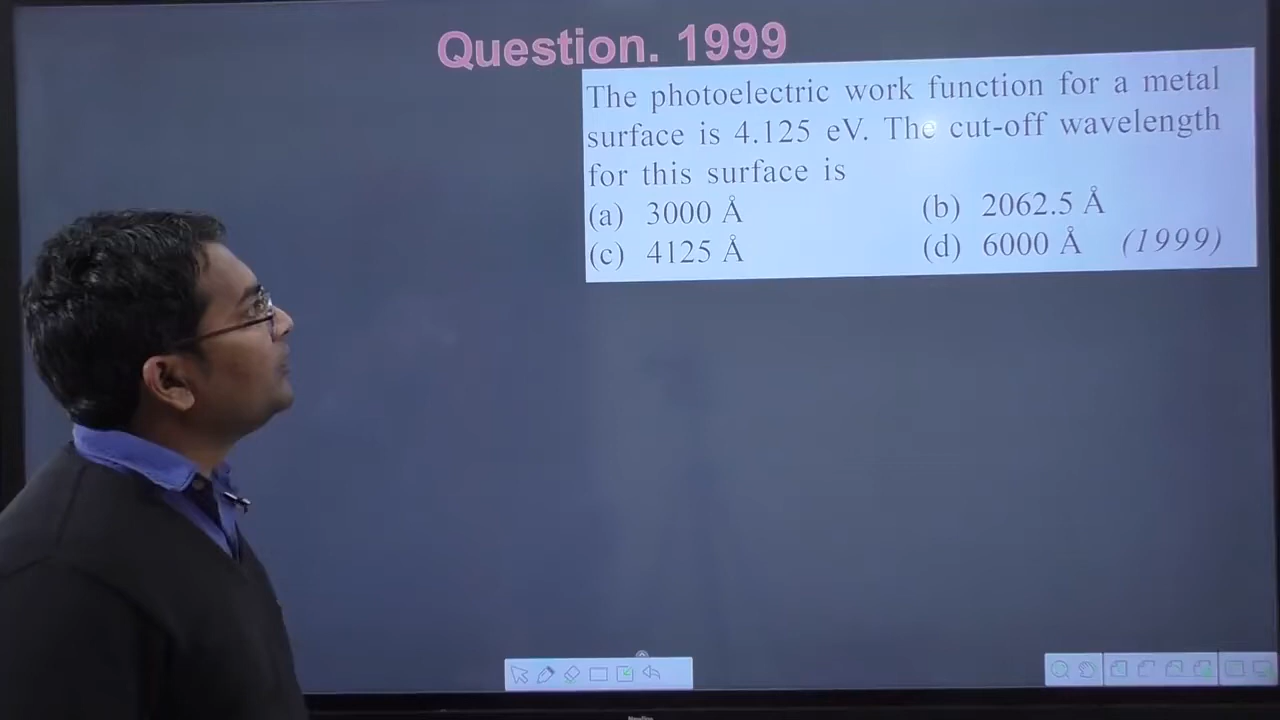 Question. 1999
The photoelectric work function for a metal
surface is 4.125 eV. The cut-off wavelength
for this surface is
(a) 3000 Å (b) 2062.5 Å
(c) 4125 Å (d) 6000 Å (1999)